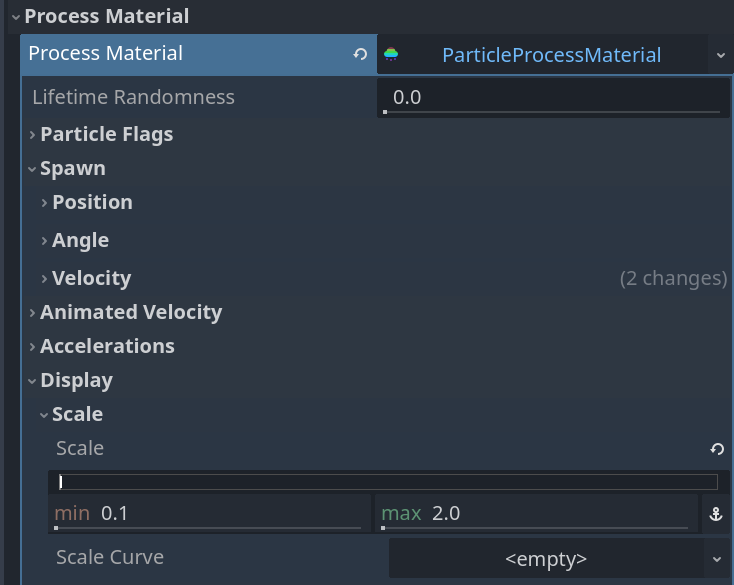 Process Material
Process Material ParticleProcessMaterial
Lifetime Randomness 0.0
Particle Flags
Spawn
Position
Angle
Velocity (2 changes)
Animated Velocity
Accelerations
Display
Scale
Scale
min 0.1 max 2.0
Scale Curve <empty>